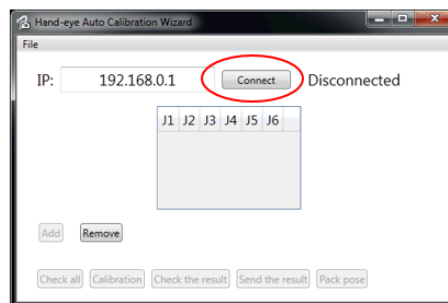 Hand-eye Auto Calibration Wizard
File
IP: 192.168.0.1 Connect Disconnected
J1 J2 J3 J4 J5 J6
Add Remove
Check all Calibration Check the result Send the result Pack pose